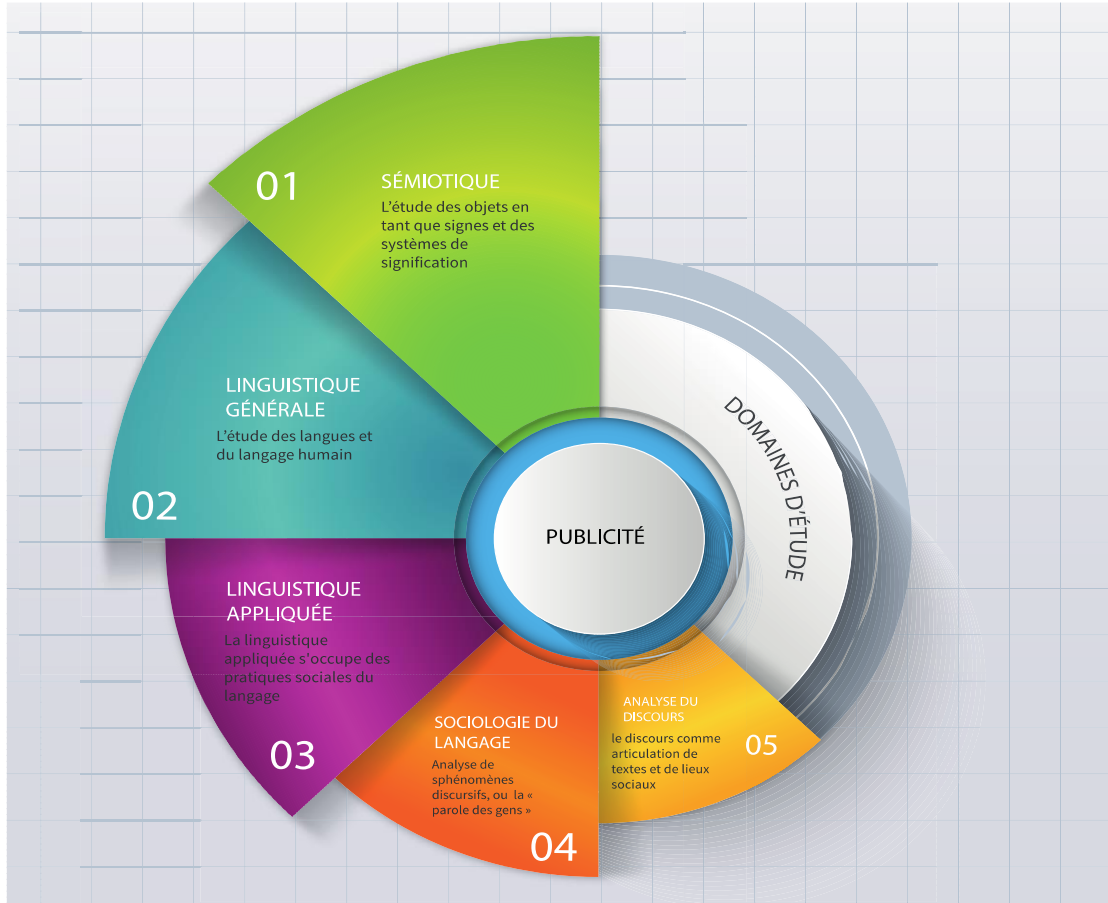 01
SÉMIOTIQUE
L'étude des objets en
tant que signes et des
systèmes de
signification
LINGUISTIQUE
GÉNÉRALE
L'étude des langues et
du langage humain
02
LINGUISTIQUE
APPLIQUÉE
La linguistique
appliquée s'occupe des
pratiques sociales du
langage
03
SOCIOLOGIE DU
LANGAGE
Analyse de
sphénomènes
discursifs, ou la «
parole des gens »
04
ANALYSE DU
DISCOURS
le discours comme
articulation de
textes et de lieux
sociaux
05
PUBLICITÉ
DOMAINES D'ÉTUDE